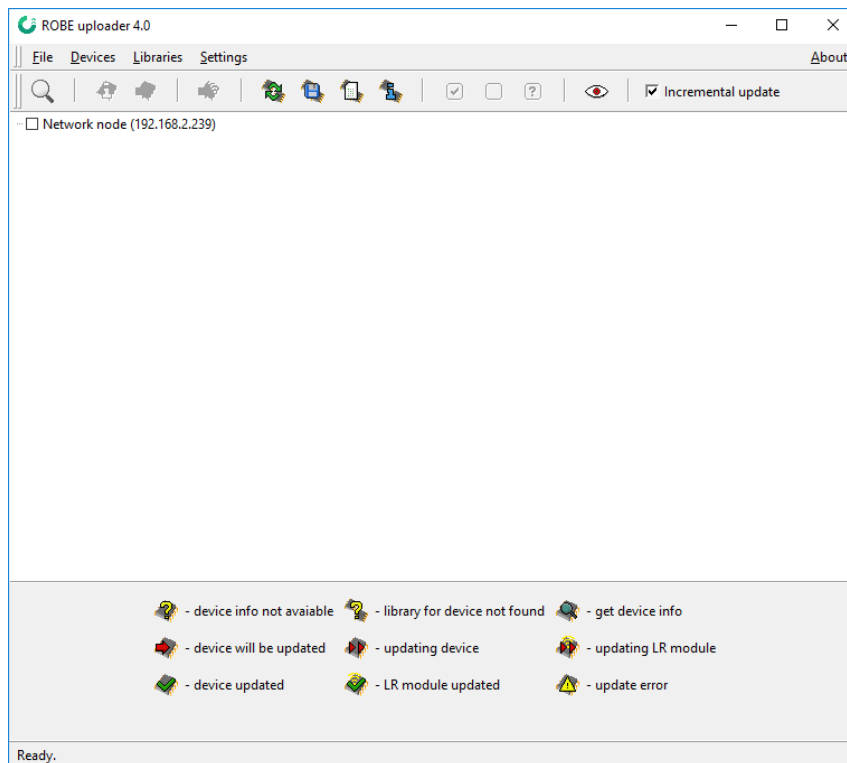 ROBE uploader 4.0
File Devices Libraries Settings About
Incremental update
Network node (192.168.2.239)
- device info not avaiable - library for device not found - get device info
- device will be updated - updating device - updating LR module
- device updated - LR module updated - update error
Ready.